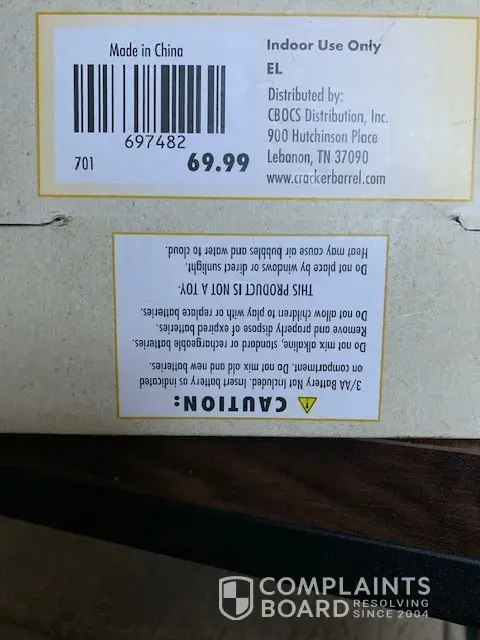 Made in China
697482
701
69.99
Indoor Use Only
EL
Distributed by:
CBOCS Distribution, Inc.
900 Hutchinson Place
Lebanon, TN 37090
www.crackerbarrel.com
CAUTION:
3/AA Battery Not Included. Insert battery as indicated
on compartment. Do not mix old and new batteries.
Do not mix alkaline, standard or rechargeable batteries.
Remove and properly dispose of expired batteries.
Do not allow children to play with or replace batteries.
THIS PRODUCT IS NOT A TOY-
Do not place by windows or direct sunlight.
Heat may cause air bubbles and water to cloud.
COMPLAINTS
BOARD RESOLVING
SINCE 2004